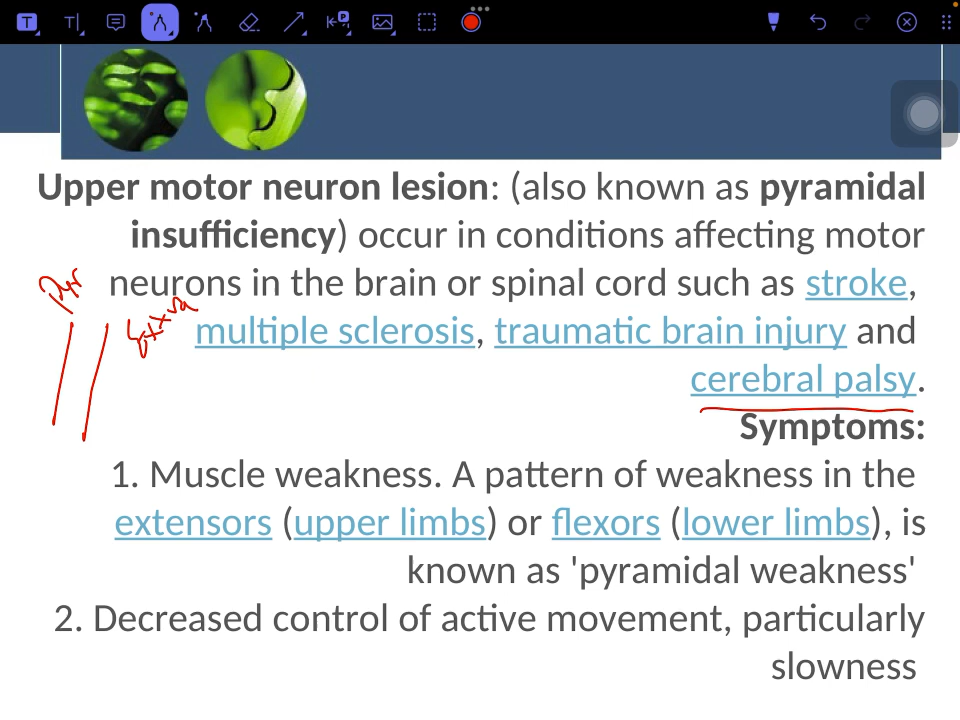 Upper motor neuron lesion: (also known as pyramidal
insufficiency) occur in conditions affecting motor
neurons in the brain or spinal cord such as stroke,
multiple sclerosis, traumatic brain injury and
cerebral palsy.
Pyr
Extra
Symptoms:
1. Muscle weakness. A pattern of weakness in the
extensors (upper limbs) or flexors (lower limbs), is
known as 'pyramidal weakness'
2. Decreased control of active movement, particularly
slowness